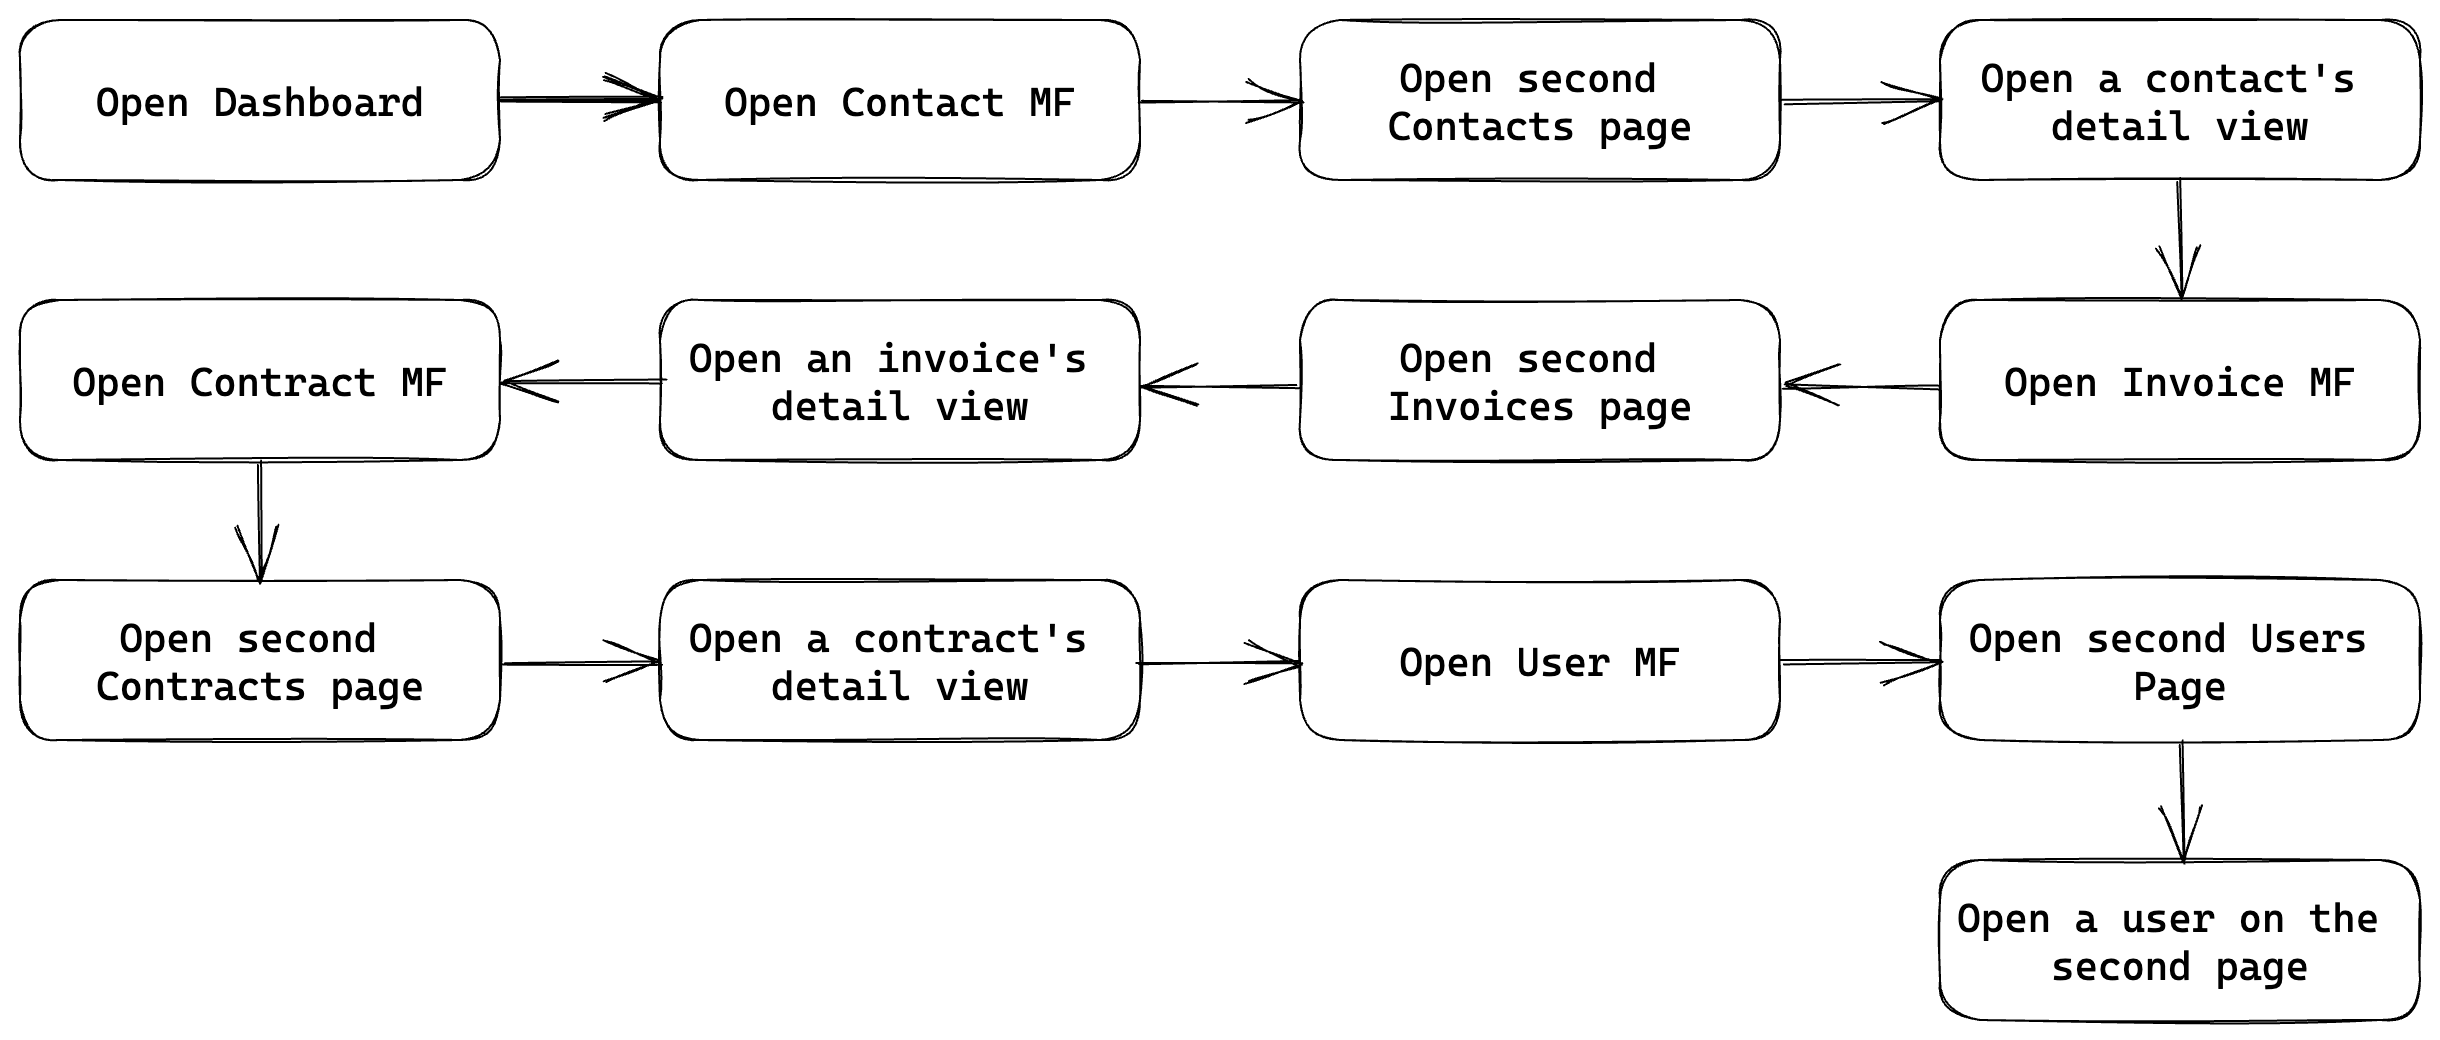 Open Dashboard
Open Contact MF
Open second
Contacts page
Open a contact's
detail view
Open Contract MF
Open an invoice's
detail view
Open second
Invoices page
Open Invoice MF
Open second
Contracts page
Open a contract's
detail view
Open User MF
Open second Users
Page
Open a user on the
second page